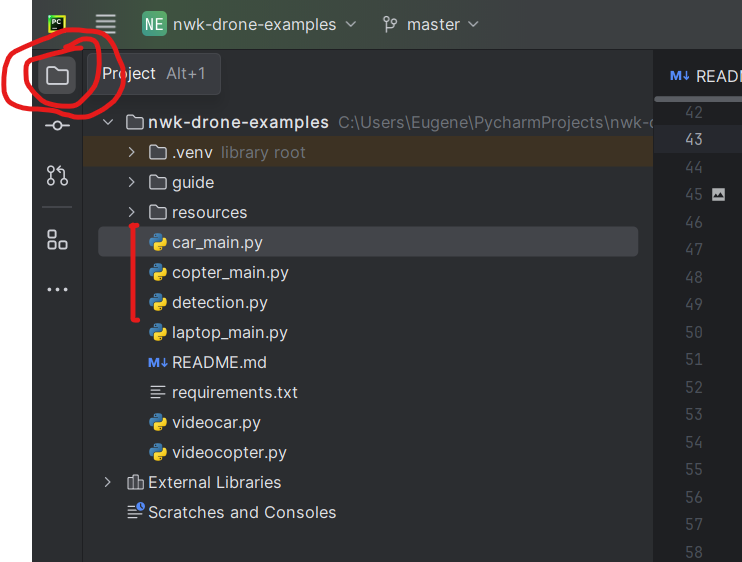 PC NE nwk-drone-examples master
Project Alt+1
README
nwk-drone-examples C:\Users\Eugene\PycharmProjects\nwk-d
.venv library root
guide
resources
car_main.py
copter_main.py
detection.py
laptop_main.py
M↓ README.md
requirements.txt
videocar.py
videocopter.py
External Libraries
Scratches and Consoles
M↓ READM
42
43
44
45
46
47
48
49
50
51
52
53
54
55
56
57
58